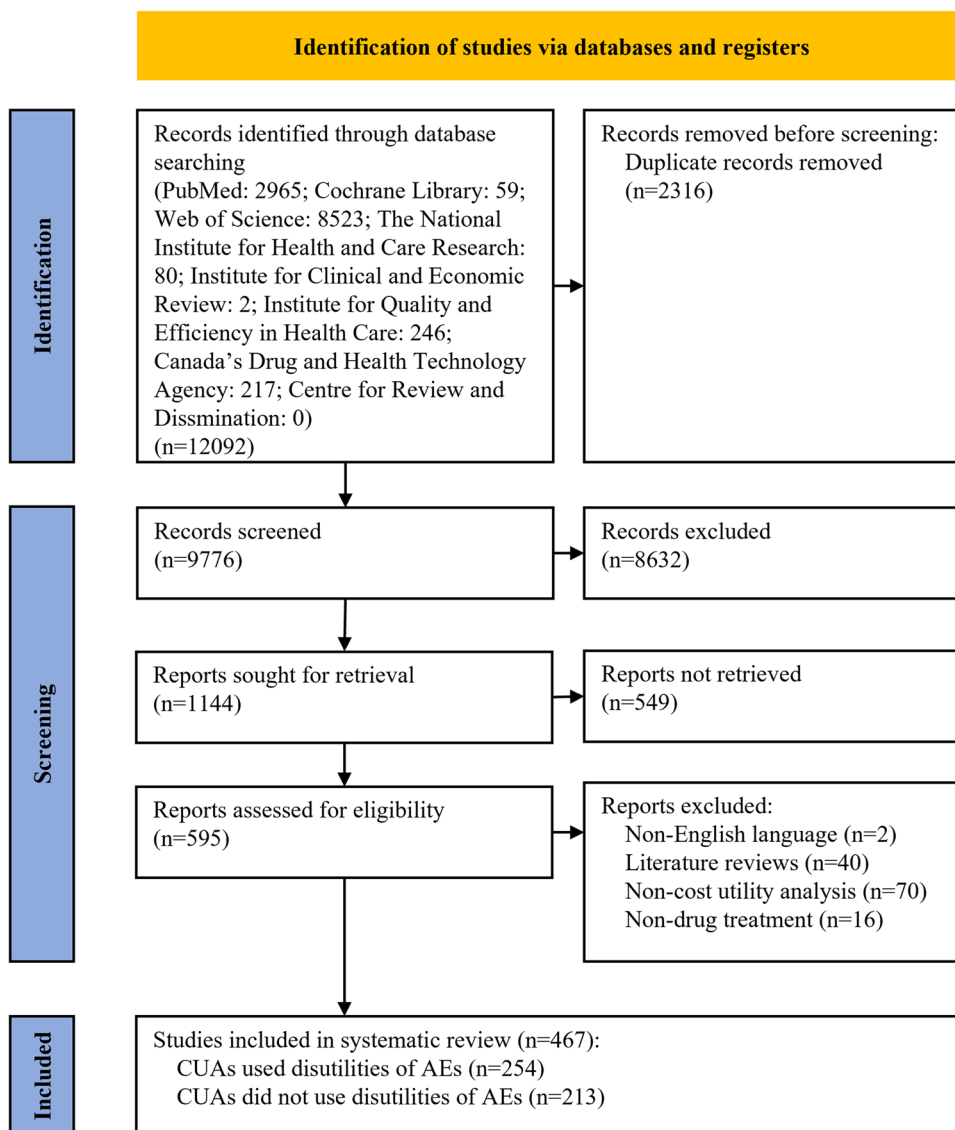 Identification of studies via databases and registers
Identification
Records identified through database
searching
(PubMed: 2965; Cochrane Library: 59;
Web of Science: 8523; The National
Institute for Health and Care Research:
80; Institute for Clinical and Economic
Review: 2; Institute for Quality and
Efficiency in Health Care: 246;
Canada’s Drug and Health Technology
Agency: 217; Centre for Review and
Dissmination: 0)
(n=12092)
Records removed before screening:
Duplicate records removed
(n=2316)
Screening
Records screened
(n=9776)
Records excluded
(n=8632)
Reports sought for retrieval
(n=1144)
Reports not retrieved
(n=549)
Reports assessed for eligibility
(n=595)
Reports excluded:
Non-English language (n=2)
Literature reviews (n=40)
Non-cost utility analysis (n=70)
Non-drug treatment (n=16)
Included
Studies included in systematic review (n=467):
CUAs used disutilities of AEs (n=254)
CUAs did not use disutilities of AEs (n=213)